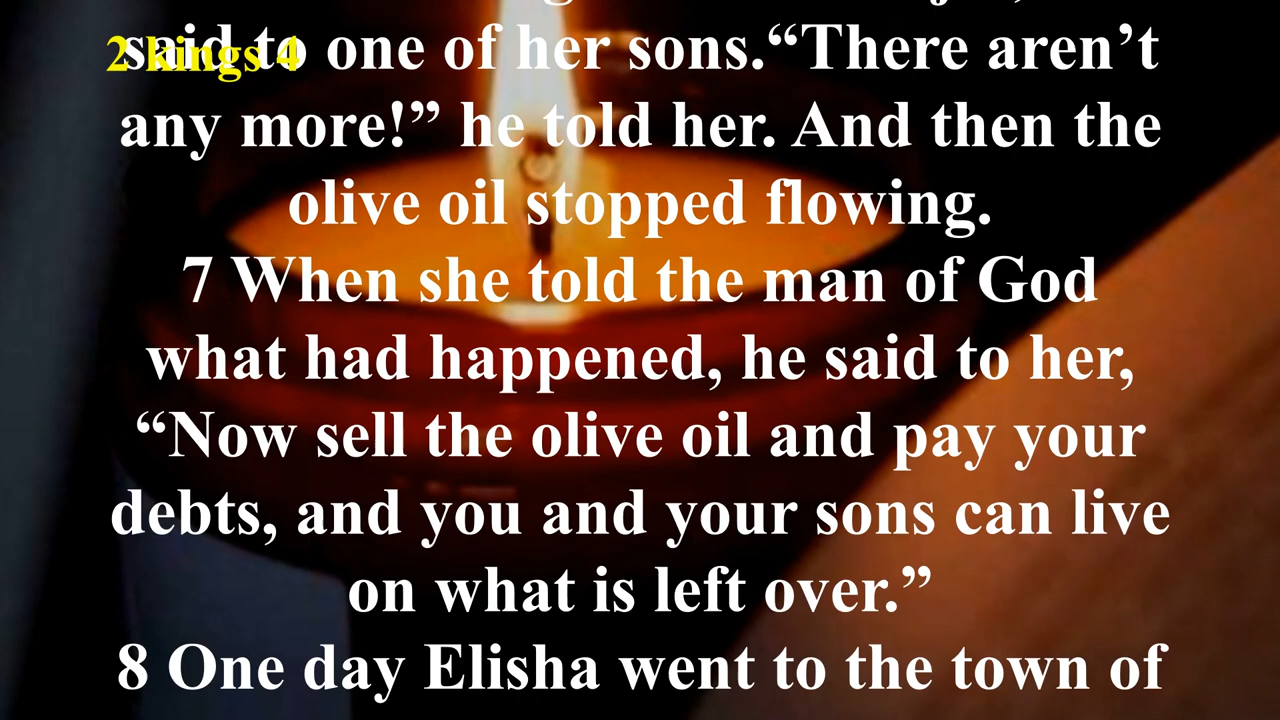 2 kings 4
said to one of her sons.“There aren’t
any more!” he told her. And then the
olive oil stopped flowing.
7 When she told the man of God
what had happened, he said to her,
“Now sell the olive oil and pay your
debts, and you and your sons can live
on what is left over.”
8 One day Elisha went to the town of